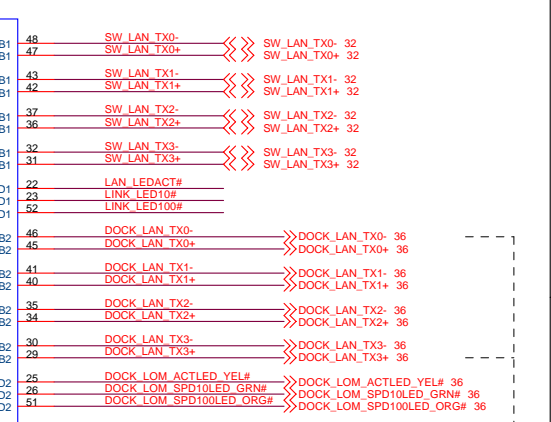 B1 48 SW_LAN_TX0- SW_LAN_TX0- 32
B1 47 SW_LAN_TX0+ SW_LAN_TX0+ 32
B1 43 SW_LAN_TX1- SW_LAN_TX1- 32
B1 42 SW_LAN_TX1+ SW_LAN_TX1+ 32
B1 37 SW_LAN_TX2- SW_LAN_TX2- 32
B1 36 SW_LAN_TX2+ SW_LAN_TX2+ 32
B1 32 SW_LAN_TX3- SW_LAN_TX3- 32
B1 31 SW_LAN_TX3+ SW_LAN_TX3+ 32
D1 22 LAN_LEDACT#
D1 23 LINK_LED10#
D1 52 LINK_LED100#
B2 46 DOCK_LAN_TX0- DOCK_LAN_TX0- 36
B2 45 DOCK_LAN_TX0+ DOCK_LAN_TX0+ 36
B2 41 DOCK_LAN_TX1- DOCK_LAN_TX1- 36
B2 40 DOCK_LAN_TX1+ DOCK_LAN_TX1+ 36
B2 35 DOCK_LAN_TX2- DOCK_LAN_TX2- 36
B2 34 DOCK_LAN_TX2+ DOCK_LAN_TX2+ 36
B2 30 DOCK_LAN_TX3- DOCK_LAN_TX3- 36
B2 29 DOCK_LAN_TX3+ DOCK_LAN_TX3+ 36
D2 25 DOCK_LOM_ACTLED_YEL# DOCK_LOM_ACTLED_YEL# 36
D2 26 DOCK_LOM_SPD10LED_GRN# DOCK_LOM_SPD10LED_GRN# 36
D2 51 DOCK_LOM_SPD100LED_ORG# DOCK_LOM_SPD100LED_ORG# 36